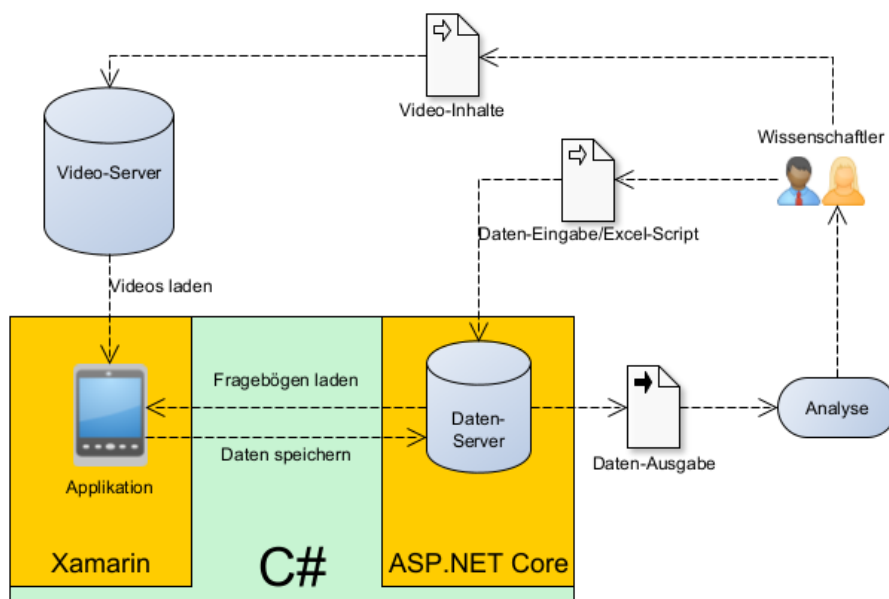 Video-Inhalte
Wissenschaftler
Video-Server
Daten-Eingabe/Excel-Script
Videos laden
Fragebögen laden
Daten-
Server
Analyse
Daten speichern
Daten-Ausgabe
Applikation
Xamarin
C#
ASP.NET Core